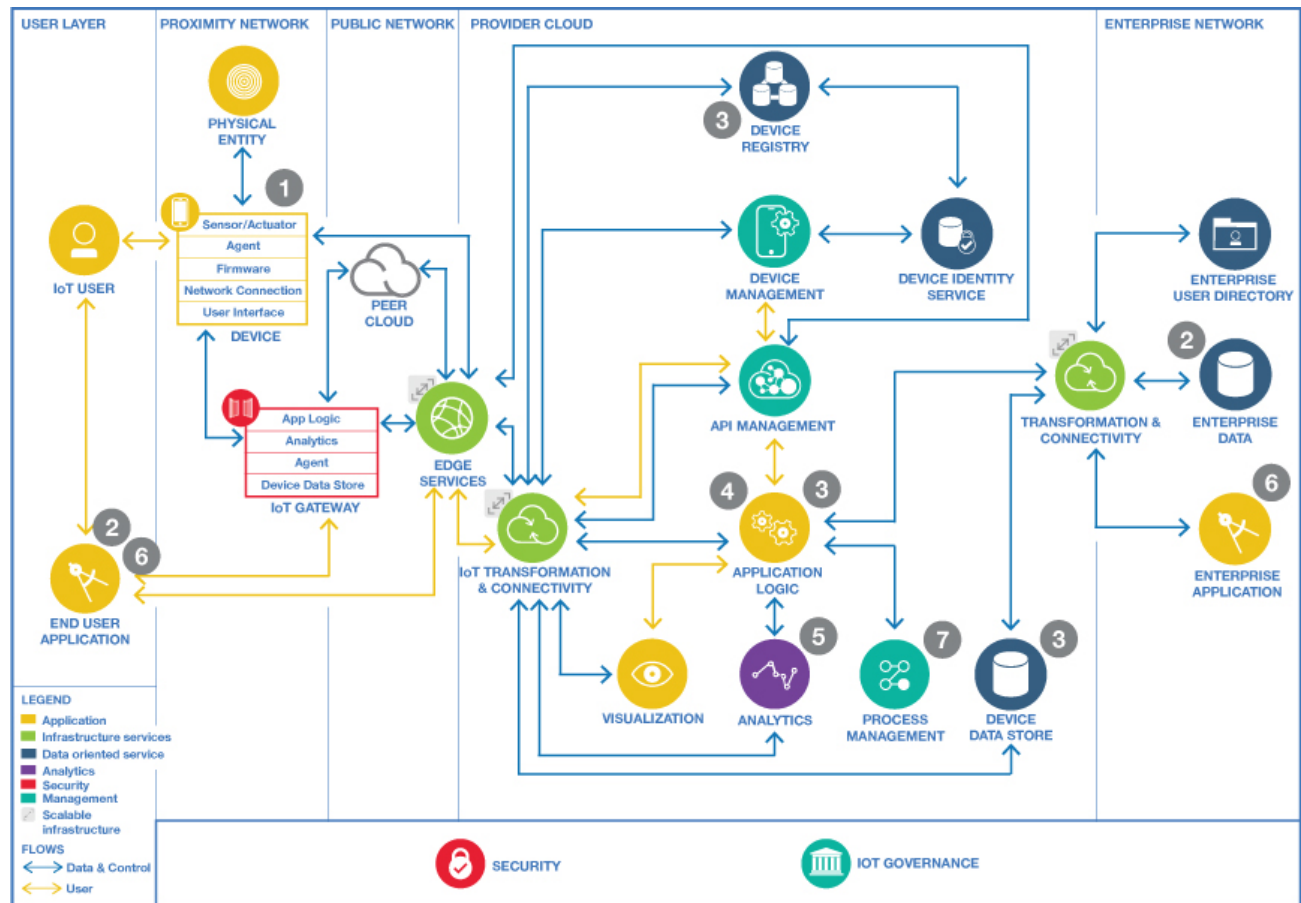 USER LAYER
PROXIMITY NETWORK
PUBLIC NETWORK
PROVIDER CLOUD
ENTERPRISE NETWORK
PHYSICAL
ENTITY
3
DEVICE
REGISTRY
1
Sensor/Actuator
Agent
Firmware
Network Connection
User Interface
DEVICE
IoT USER
PEER
CLOUD
DEVICE
MANAGEMENT
DEVICE IDENTITY
SERVICE
ENTERPRISE
USER DIRECTORY
2
API MANAGEMENT
TRANSFORMATION &
CONNECTIVITY
ENTERPRISE
DATA
App Logic
Analytics
Agent
Device Data Store
IoT GATEWAY
EDGE
SERVICES
4
3
6
2
6
END USER
APPLICATION
IoT TRANSFORMATION
& CONNECTIVITY
APPLICATION
LOGIC
ENTERPRISE
APPLICATION
5
7
3
VISUALIZATION
ANALYTICS
PROCESS
MANAGEMENT
DEVICE
DATA STORE
LEGEND
Application
Infrastructure services
Data oriented service
Analytics
Security
Management
Scalable
infrastructure
FLOWS
Data & Control
User
SECURITY
IOT GOVERNANCE